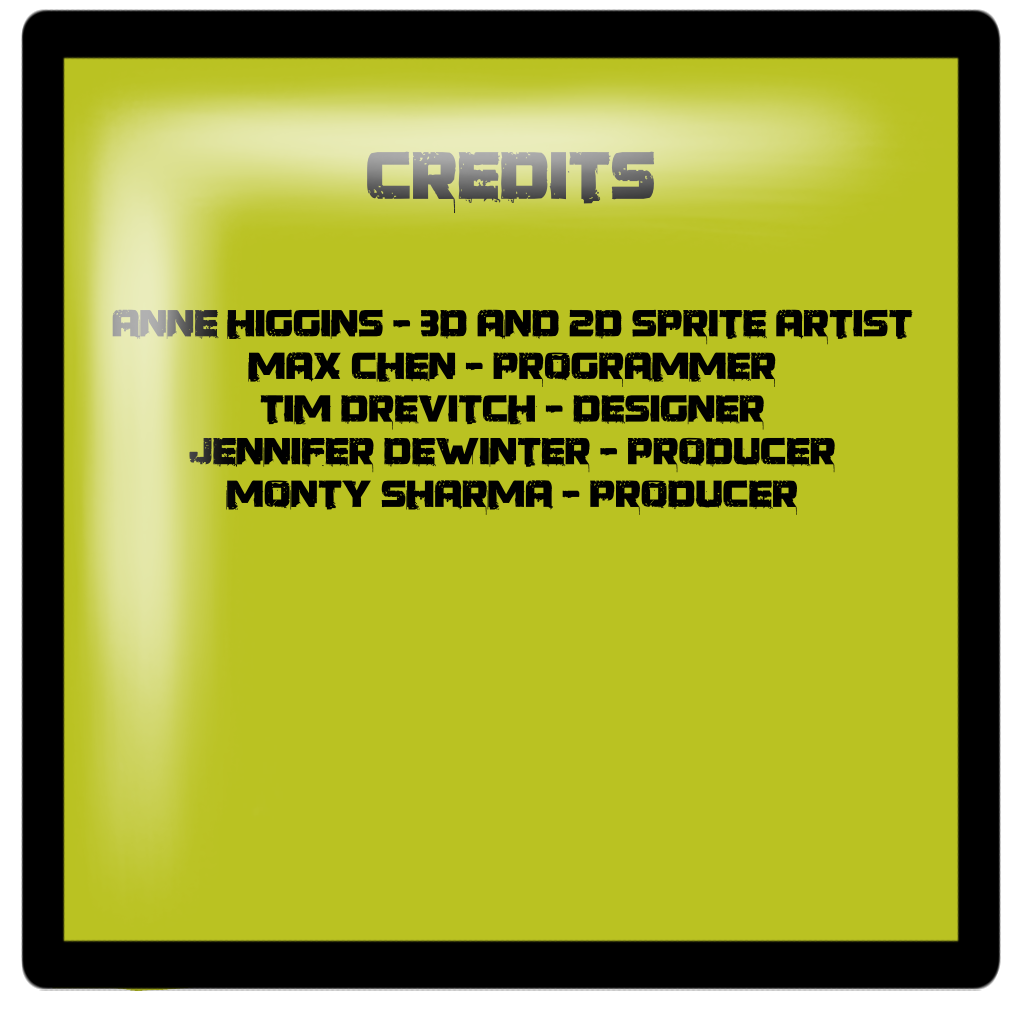 CREDITS
ANNE HIGGINS - 3D AND 2D SPRITE ARTIST
MAX CHEN - PROGRAMMER
TIM DREVITCH - DESIGNER
JENNIFER DEWINTER - PRODUCER
MONTY SHARMA - PRODUCER